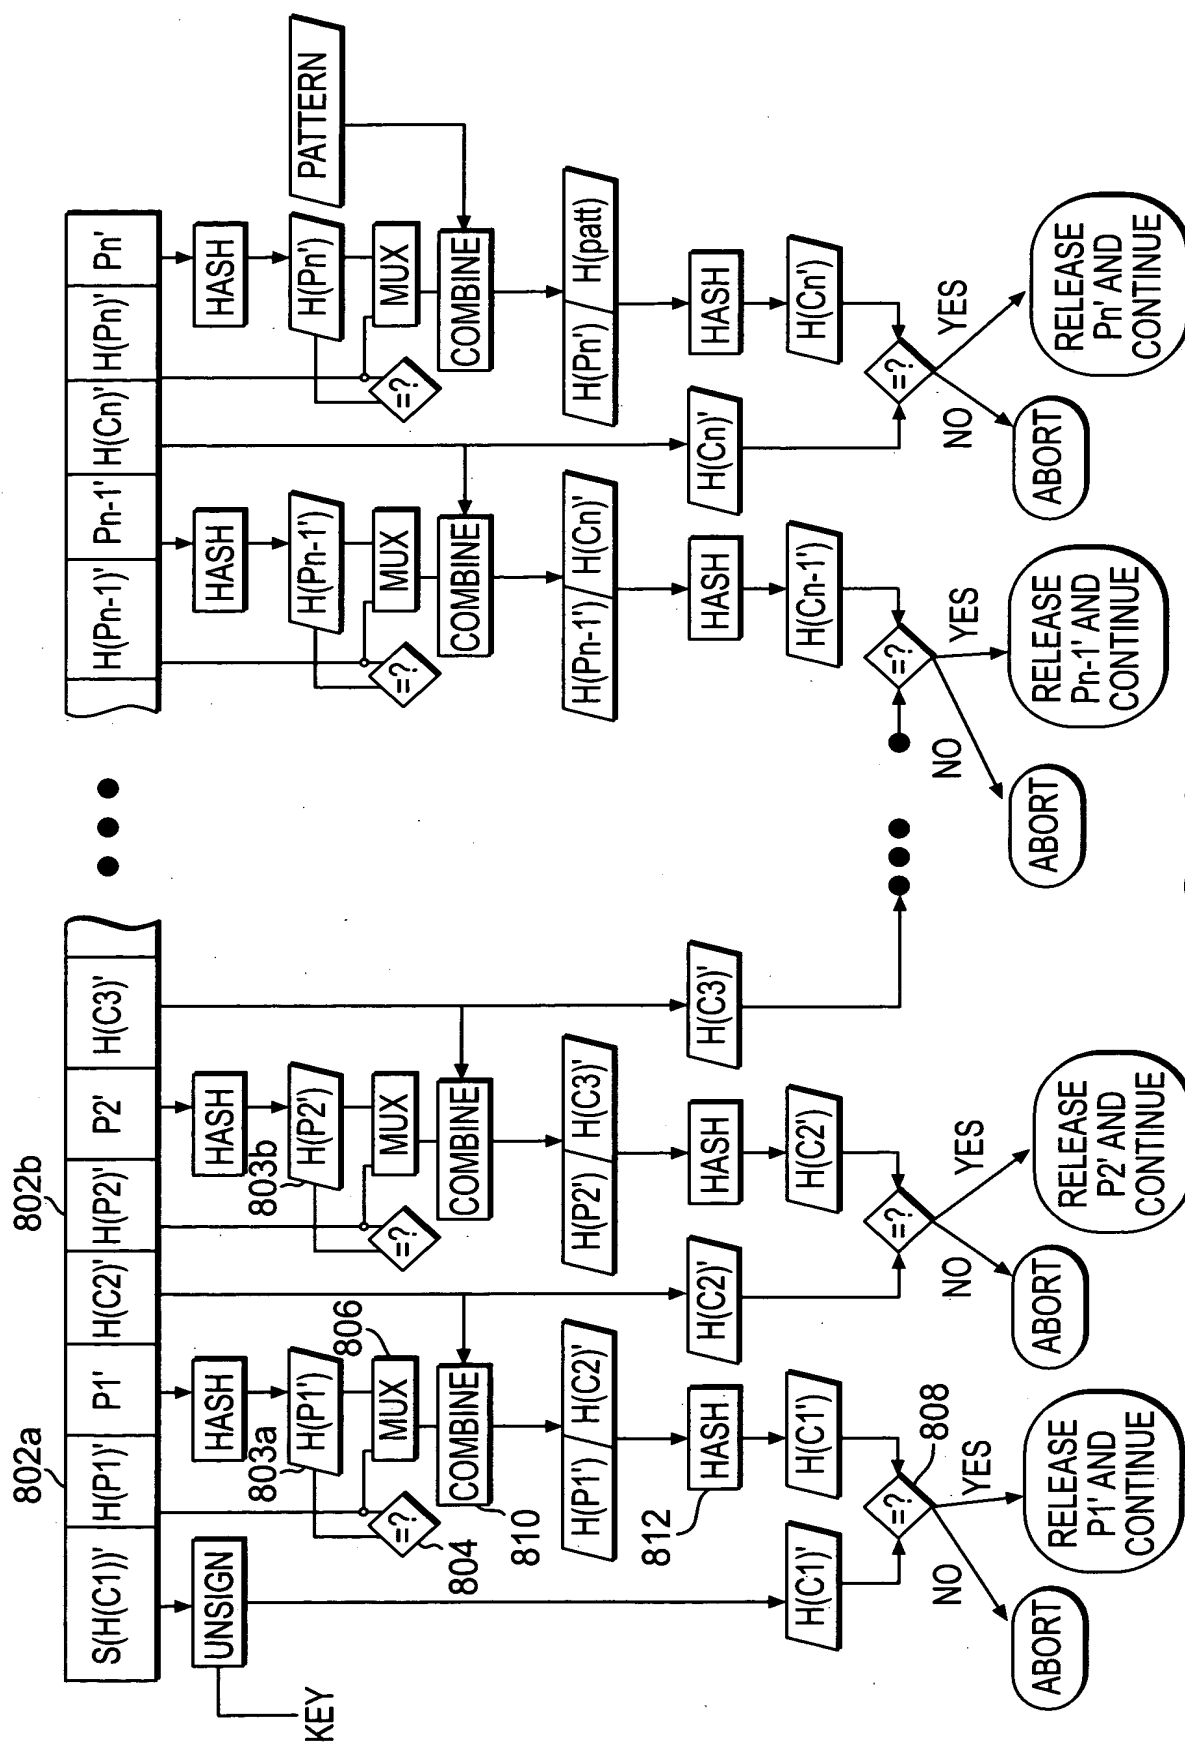 802a
802b
S(H(C1))'
H(P1)'
P1'
H(C2)'
H(P2)'
P2'
H(C3)'
H(Pn-1)'
Pn-1'
H(Cn)'
H(Pn)'
Pn'
UNSIGN
HASH
HASH
HASH
HASH
KEY
803a
H(P1')
803b
H(P2')
H(Pn-1')
H(Pn')
PATTERN
=?
804
MUX
806
=?
MUX
=?
MUX
=?
MUX
COMBINE
810
COMBINE
COMBINE
COMBINE
H(P1')
H(C2)'
H(P2')
H(C3)'
H(Pn-1')
H(Cn)'
H(Pn')
H(patt)
812
HASH
H(C2)'
HASH
H(C3)'
HASH
H(Cn)'
HASH
H(C1)'
H(C1')
H(C2')
H(Cn-1')
H(Cn')
=?
808
=?
=?
=?
NO
YES
NO
YES
NO
YES
NO
YES
ABORT
RELEASE
P1' AND
CONTINUE
ABORT
RELEASE
P2' AND
CONTINUE
ABORT
RELEASE
Pn-1' AND
CONTINUE
ABORT
RELEASE
Pn' AND
CONTINUE